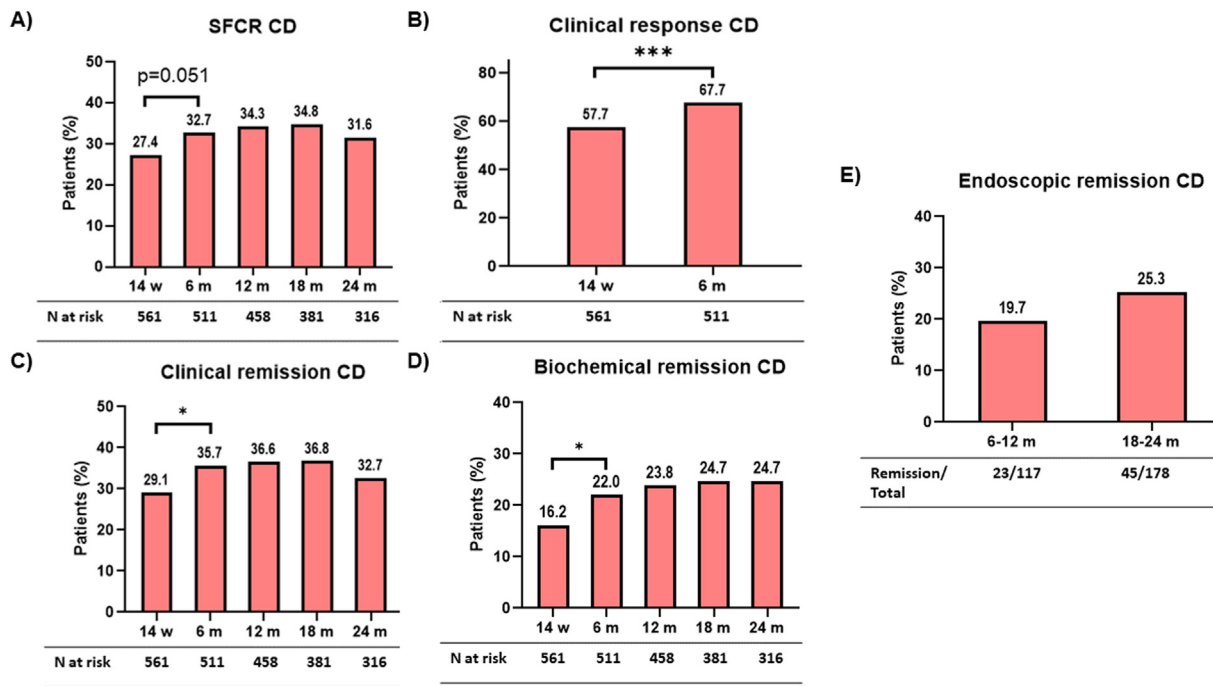 A)
SFCR CD
p=0.051
50
40
30
20
10
0
Patients (%)
27.4 32.7 34.3 34.8 31.6
14 w 6 m 12 m 18 m 24 m
N at risk 561 511 458 381 316
B)
Clinical response CD
***
80
60
40
20
0
Patients (%)
57.7 67.7
14 w 6 m
N at risk 561 511
C)
Clinical remission CD
*
50
40
30
20
10
0
Patients (%)
29.1 35.7 36.6 36.8 32.7
14 w 6 m 12 m 18 m 24 m
N at risk 561 511 458 381 316
D)
Biochemical remission CD
*
40
30
20
10
0
Patients (%)
16.2 22.0 23.8 24.7 24.7
14 w 6 m 12 m 18 m 24 m
N at risk 561 511 458 381 316
E)
Endoscopic remission CD
40
30
20
10
0
Patients (%)
19.7 25.3
6-12 m 18-24 m
Remission/ 23/117 45/178
Total